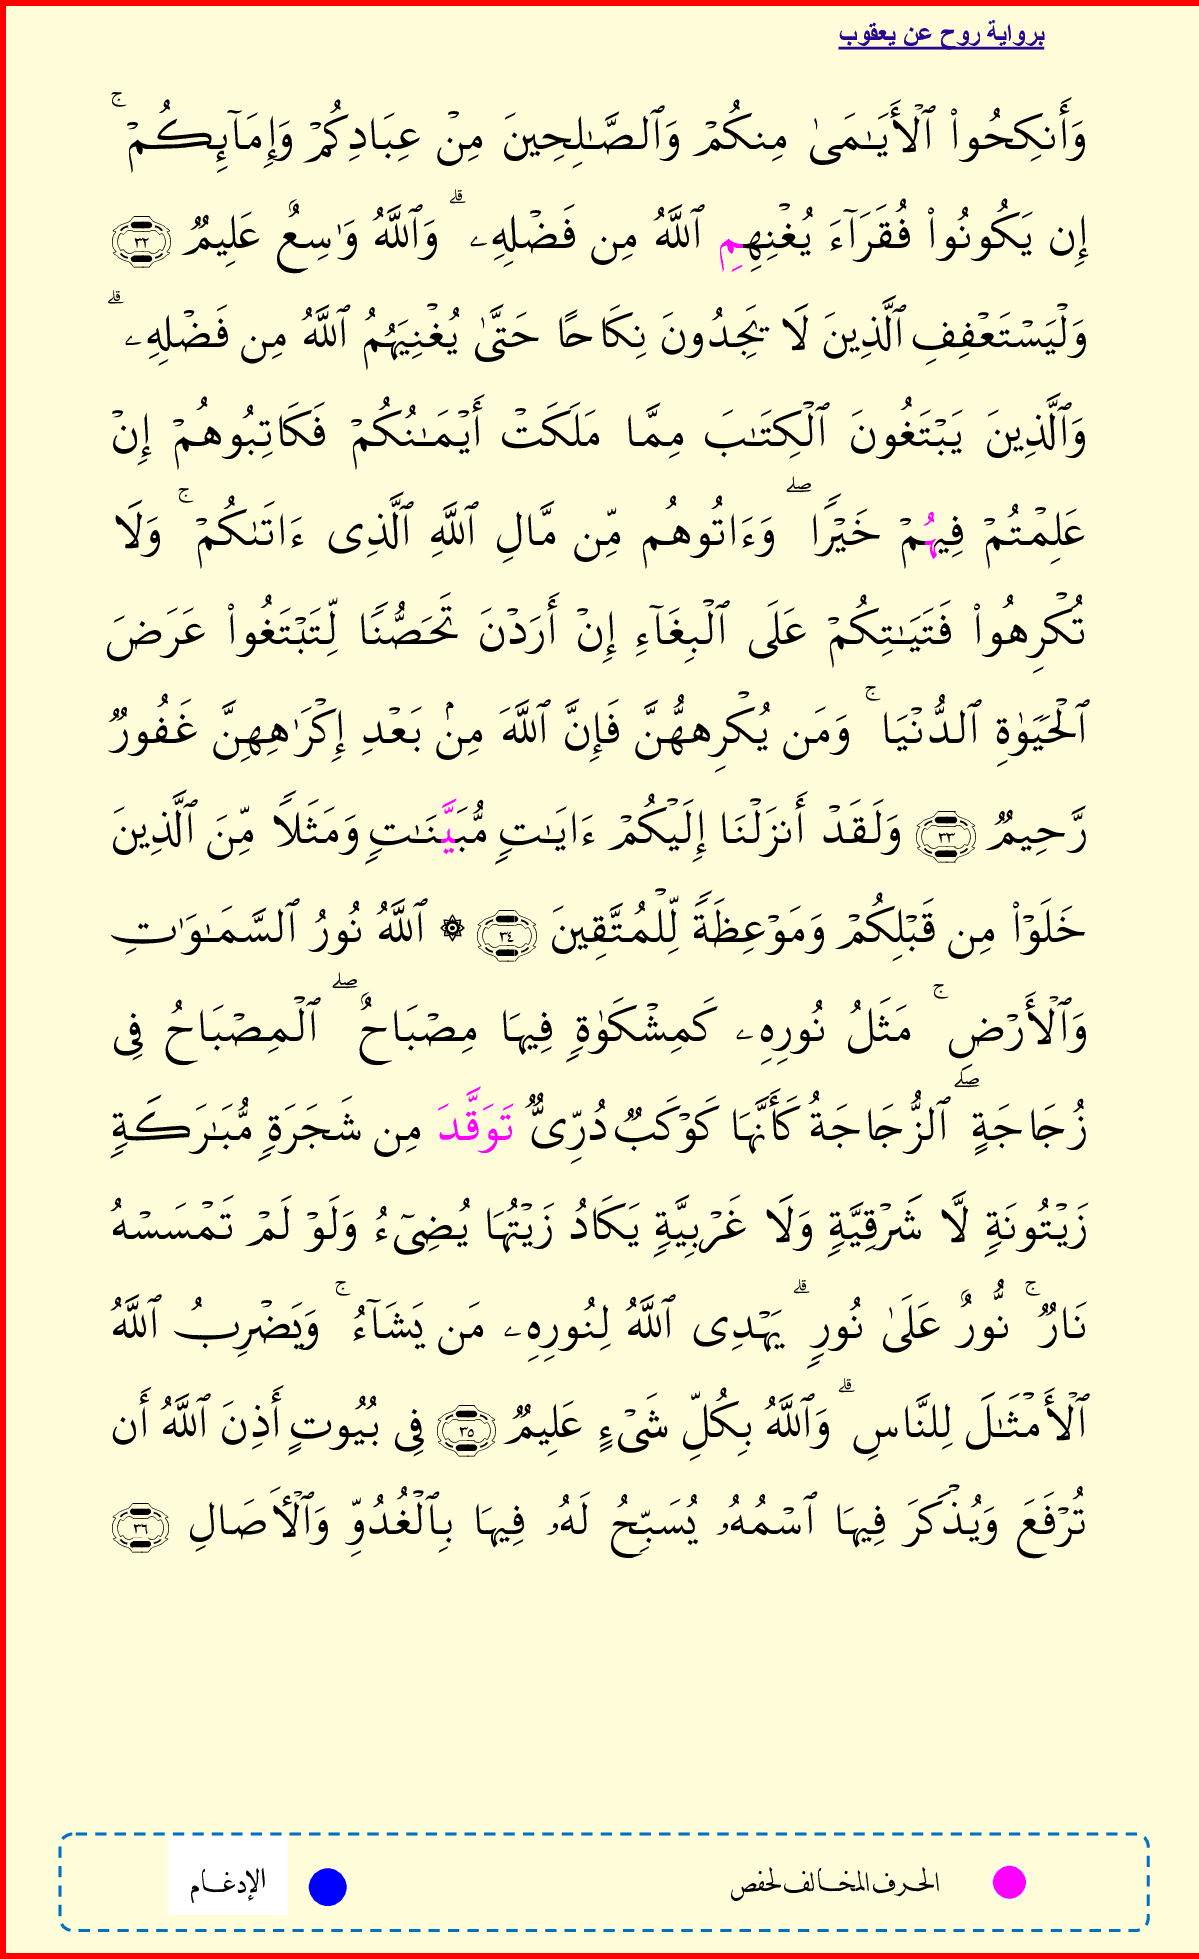 برواية روح عن يعقوب
وَأَنكِحُوا۟ ٱلْأَيَـٰمَىٰ مِنكُمْ وَٱلصَّـٰلِحِينَ مِنْ عِبَادِكُمْ وَإِمَآئِكُمْ ۚ
إِن يَكُونُوا۟ فُقَرَآءَ يُغْنِهِمِ ٱللَّهُ مِن فَضْلِهِۦ ۗ وَٱللَّهُ وَٰسِعٌ عَلِيمٌ ٣٢
وَلْيَسْتَعْفِفِ ٱلَّذِينَ لَا يَجِدُونَ نِكَاحًا حَتَّىٰ يُغْنِيَهُمُ ٱللَّهُ مِن فَضْلِهِۦ ۗ
وَٱلَّذِينَ يَبْتَغُونَ ٱلْكِتَـٰبَ مِمَّا مَلَكَتْ أَيْمَـٰنُكُمْ فَكَاتِبُوهُمْ إِنْ
عَلِمْتُمْ فِيهُمْ خَيْرًا ۖ وَءَاتُوهُم مِّن مَّالِ ٱللَّهِ ٱلَّذِى ءَاتَىٰكُمْ ۚ وَلَا
تُكْرِهُوا۟ فَتَيَـٰتِكُمْ عَلَى ٱلْبِغَآءِ إِنْ أَرَدْنَ تَحَصُّنًا لِّتَبْتَغُوا۟ عَرَضَ
ٱلْحَيَوٰةِ ٱلدُّنْيَا ۚ وَمَن يُكْرِههُّنَّ فَإِنَّ ٱللَّهَ مِنۢ بَعْدِ إِكْرَٰهِهِنَّ غَفُورٌ
رَّحِيمٌ ٣٣ وَلَقَدْ أَنزَلْنَا إِلَيْكُمْ ءَايَـٰتٍ مُّبَيَّنَـٰتٍ وَمَثَلًا مِّنَ ٱلَّذِينَ
خَلَوْا۟ مِن قَبْلِكُمْ وَمَوْعِظَةً لِّلْمُتَّقِينَ ٣٤ ۞ ٱللَّهُ نُورُ ٱلسَّمَـٰوَٰتِ
وَٱلْأَرْضِ ۚ مَثَلُ نُورِهِۦ كَمِشْكَوٰةٍ فِيهَا مِصْبَاحٌ ۖ ٱلْمِصْبَاحُ فِى
زُجَاجَةٍ ۖ ٱلزُّجَاجَةُ كَأَنَّهَا كَوْكَبٌ دُرِّىٌّ تَوَقَّدَ مِن شَجَرَةٍ مُّبَـٰرَكَةٍ
زَيْتُونَةٍ لَّا شَرْقِيَّةٍ وَلَا غَرْبِيَّةٍ يَكَادُ زَيْتُهَا يُضِىٓءُ وَلَوْ لَمْ تَمْسَسْهُ
نَارٌ ۚ نُّورٌ عَلَىٰ نُورٍ ۗ يَهْدِى ٱللَّهُ لِنُورِهِۦ مَن يَشَآءُ ۚ وَيَضْرِبُ ٱللَّهُ
ٱلْأَمْثَـٰلَ لِلنَّاسِ ۗ وَٱللَّهُ بِكُلِّ شَىْءٍ عَلِيمٌ ٣٥ فِى بُيُوتٍ أَذِنَ ٱللَّهُ أَن
تُرْفَعَ وَيُذْكَرَ فِيهَا ٱسْمُهُۥ يُسَبِّحُ لَهُۥ فِيهَا بِٱلْغُدُوِّ وَٱلْأَصَالِ ٣٦
الحرف المخالف لحفص
الإدغام